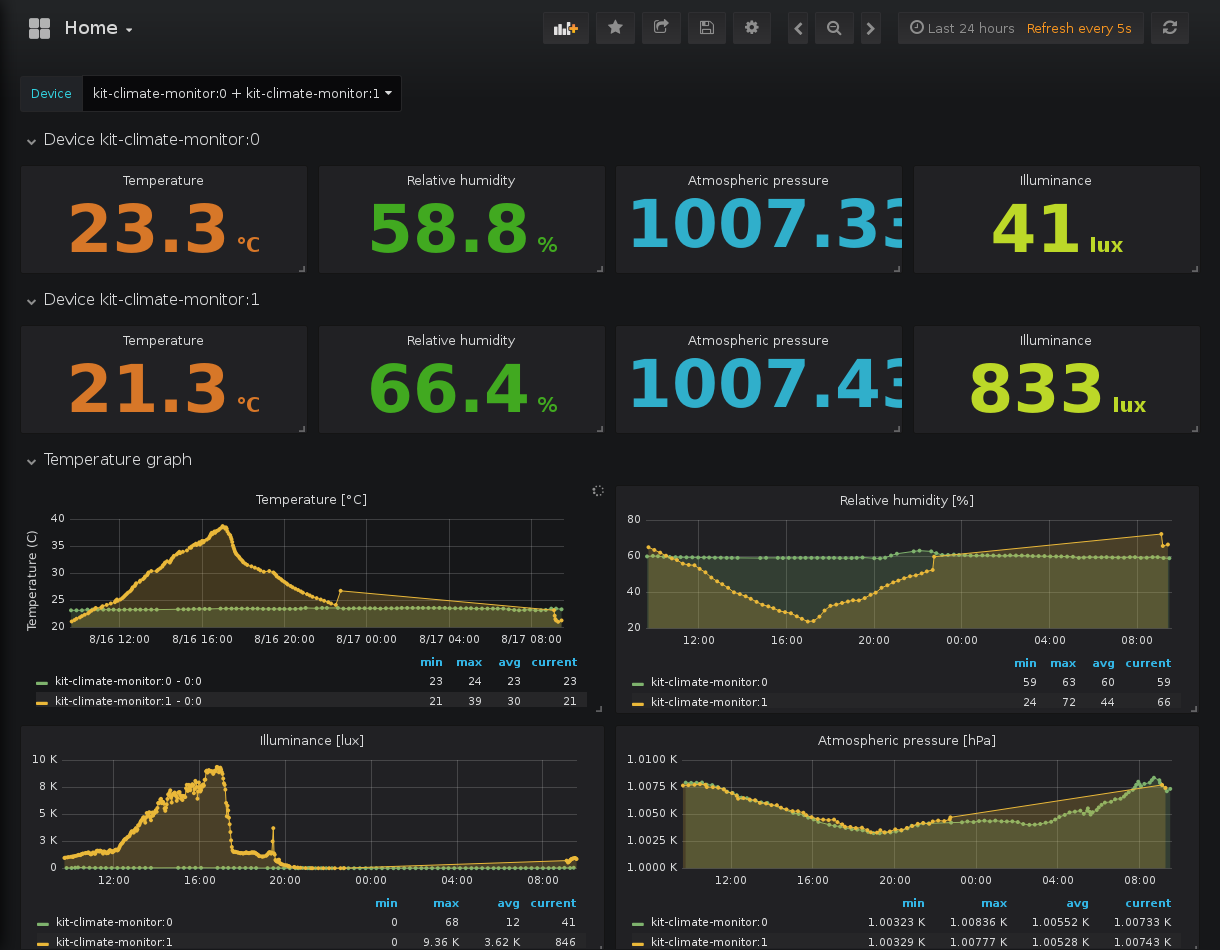 Home
Last 24 hours Refresh every 5s
Device kit-climate-monitor:0 + kit-climate-monitor:1
Device kit-climate-monitor:0
Temperature Relative humidity Atmospheric pressure Illuminance
23.3 °C 58.8 % 1007.33 41 lux
Device kit-climate-monitor:1
Temperature Relative humidity Atmospheric pressure Illuminance
21.3 °C 66.4 % 1007.43 833 lux
Temperature graph
Temperature [°C]
Temperature (C)
40
35
30
25
20
8/16 12:00 8/16 16:00 8/16 20:00 8/17 00:00 8/17 04:00 8/17 08:00
min max avg current
kit-climate-monitor:0 - 0:0 23 24 23 23
kit-climate-monitor:1 - 0:0 21 39 30 21
Relative humidity [%]
80
60
40
20
12:00 16:00 20:00 00:00 04:00 08:00
min max avg current
kit-climate-monitor:0 59 63 60 59
kit-climate-monitor:1 24 72 44 66
Illuminance [lux]
10 K
8 K
5 K
3 K
0
12:00 16:00 20:00 00:00 04:00 08:00
min max avg current
kit-climate-monitor:0 0 68 12 41
kit-climate-monitor:1 0 9.36 K 3.62 K 846
Atmospheric pressure [hPa]
1.0100 K
1.0075 K
1.0050 K
1.0025 K
1.0000 K
12:00 16:00 20:00 00:00 04:00 08:00
min max avg current
kit-climate-monitor:0 1.00323 K 1.00836 K 1.00552 K 1.00733 K
kit-climate-monitor:1 1.00329 K 1.00777 K 1.00528 K 1.00743 K